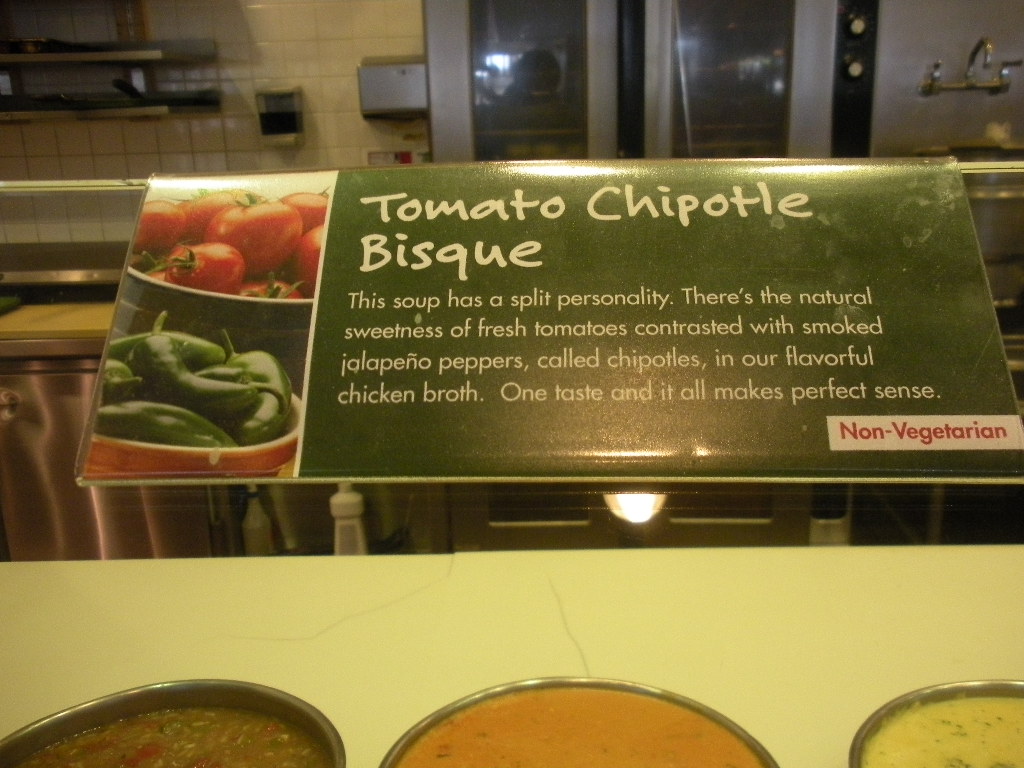 Tomato Chipotle
Bisque
This soup has a split personality. There's the natural
sweetness of fresh tomatoes contrasted with smoked
jalapeño peppers, called chipotles, in our flavorful
chicken broth. One taste and it all makes perfect sense.
Non-Vegetarian